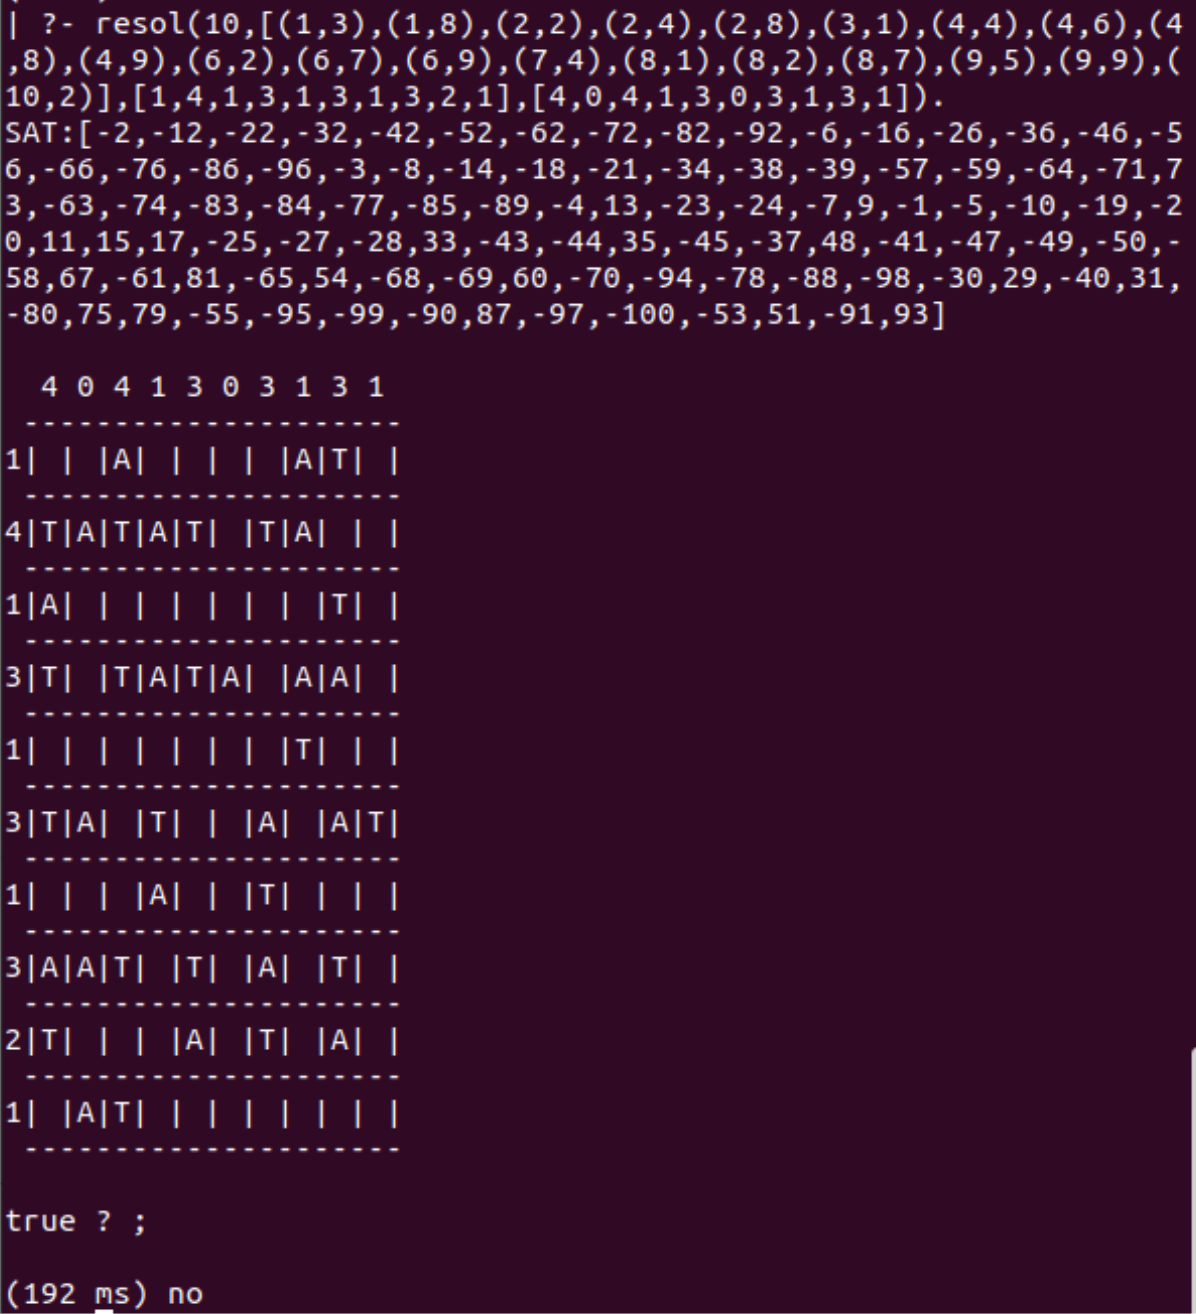 | ?- resol(10,[(1,3),(1,8),(2,2),(2,4),(2,8),(3,1),(4,4),(4,6),(4
,8),(4,9),(6,2),(6,7),(6,9),(7,4),(8,1),(8,2),(8,7),(9,5),(9,9),(
10,2)],[1,4,1,3,1,3,1,3,2,1],[4,0,4,1,3,0,3,1,3,1]).
SAT:[-2,-12,-22,-32,-42,-52,-62,-72,-82,-92,-6,-16,-26,-36,-46,-5
6,-66,-76,-86,-96,-3,-8,-14,-18,-21,-34,-38,-39,-57,-59,-64,-71,7
3,-63,-74,-83,-84,-77,-85,-89,-4,13,-23,-24,-7,9,-1,-5,-10,-19,-2
0,11,15,17,-25,-27,-28,33,-43,-44,35,-45,-37,48,-41,-47,-49,-50,-
58,67,-61,81,-65,54,-68,-69,60,-70,-94,-78,-88,-98,-30,29,-40,31,
-80,75,79,-55,-95,-99,-90,87,-97,-100,-53,51,-91,93]
4 0 4 1 3 0 3 1 3 1
---------------------
1| | |A| | | | |A|T| |
---------------------
4|T|A|T|A|T| |T|A| | |
---------------------
1|A| | | | | | | |T| |
---------------------
3|T| |T|A|T|A| |A|A| |
---------------------
1| | | | | | | |T| | |
---------------------
3|T|A| |T| | |A| |A|T|
---------------------
1| | | |A| | |T| | | |
---------------------
3|A|A|T| |T| |A| |T| |
---------------------
2|T| | | |A| |T| |A| |
---------------------
1| |A|T| | | | | | | |
---------------------
true ? ;
(192 ms) no